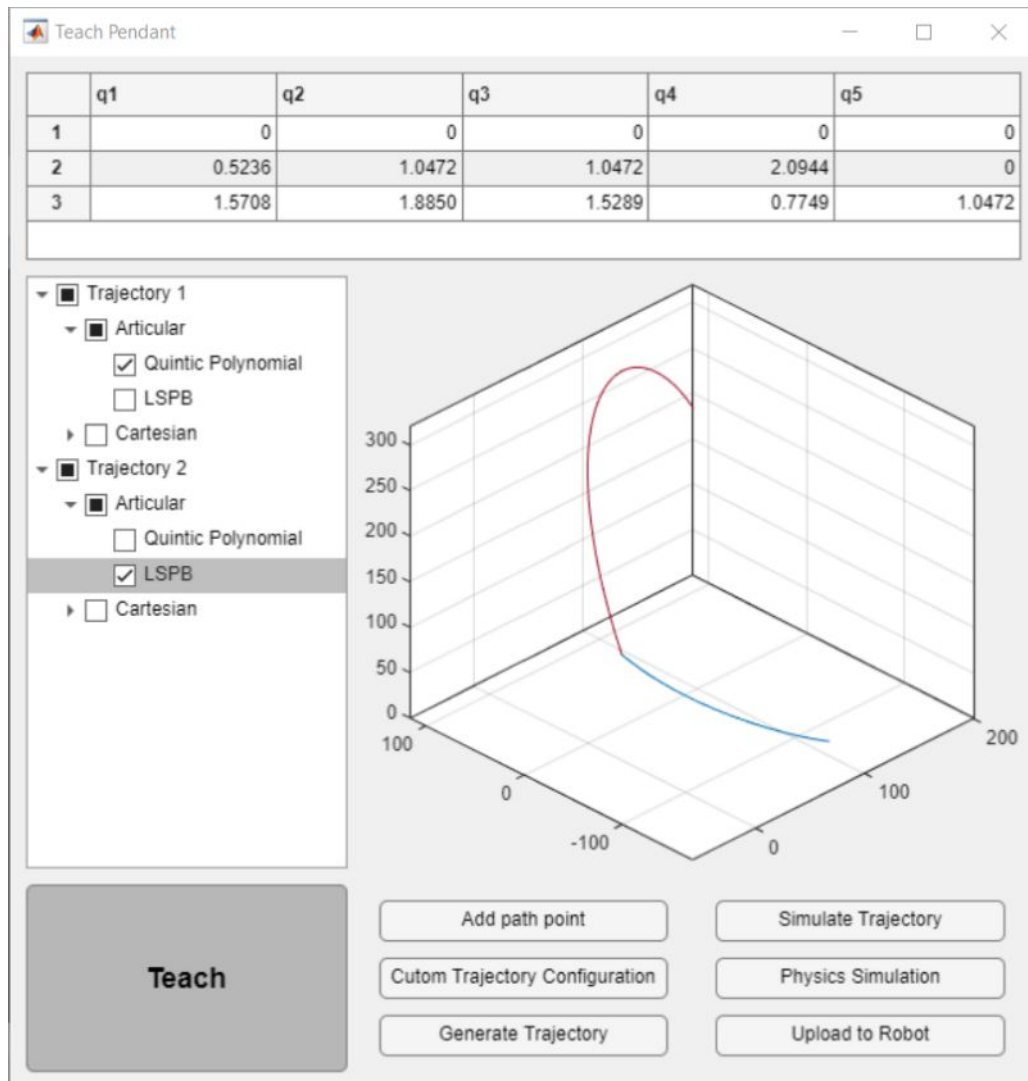 Teach Pendant
q1 q2 q3 q4 q5
1 0 0 0 0 0
2 0.5236 1.0472 1.0472 2.0944 0
3 1.5708 1.8850 1.5289 0.7749 1.0472
Trajectory 1
Articular
Quintic Polynomial
LSPB
Cartesian
Trajectory 2
Articular
Quintic Polynomial
LSPB
Cartesian
300
250
200
150
100
50
0
100
0
-100
0
100
200
Teach
Add path point
Cutom Trajectory Configuration
Generate Trajectory
Simulate Trajectory
Physics Simulation
Upload to Robot